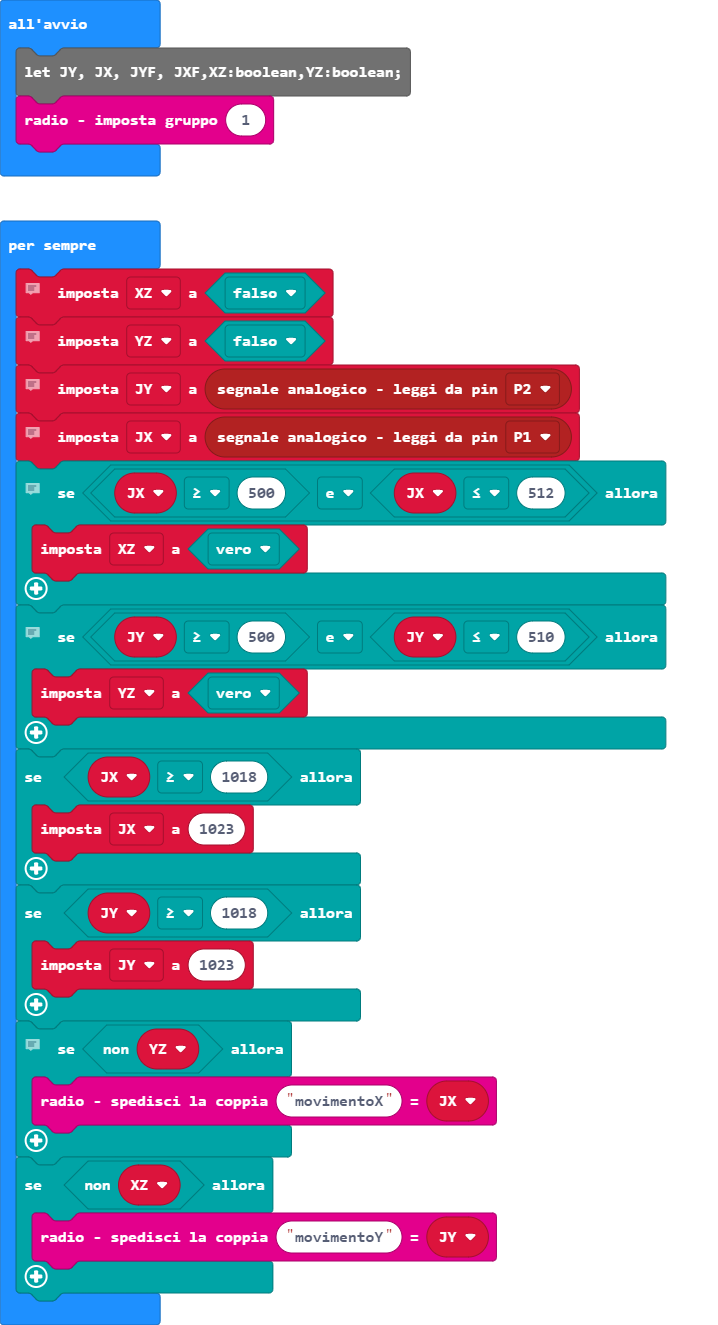 all'avvio
let JY, JX, JYF, JXF,XZ:boolean,YZ:boolean;
radio - imposta gruppo 1
per sempre
imposta XZ a falso
imposta YZ a falso
imposta JY a segnale analogico - leggi da pin P2
imposta JX a segnale analogico - leggi da pin P1
se JX ≥ 500 e JX ≤ 512 allora
imposta XZ a vero
se JY ≥ 500 e JY ≤ 510 allora
imposta YZ a vero
se JX ≥ 1018 allora
imposta JX a 1023
se JY ≥ 1018 allora
imposta JY a 1023
se non YZ allora
radio - spedisci la coppia "movimentoX" = JX
se non XZ allora
radio - spedisci la coppia "movimentoY" = JY